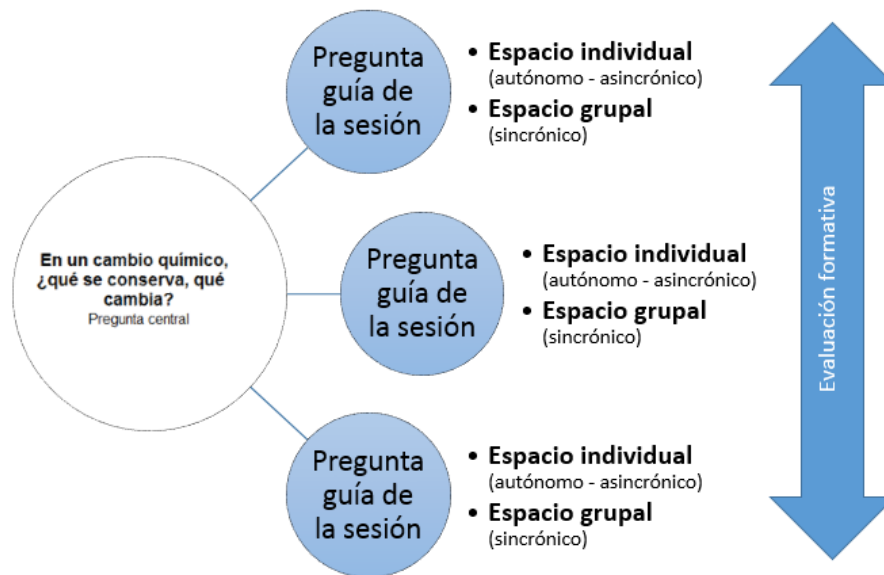 Pregunta
guía de
la sesión
• Espacio individual
(autónomo - asincrónico)
• Espacio grupal
(sincrónico)
En un cambio químico,
¿qué se conserva, qué
cambia?
Pregunta central
Pregunta
guía de
la sesión
• Espacio individual
(autónomo - asincrónico)
• Espacio grupal
(sincrónico)
Pregunta
guía de
la sesión
• Espacio individual
(autónomo - asincrónico)
• Espacio grupal
(sincrónico)
Evaluación formativa